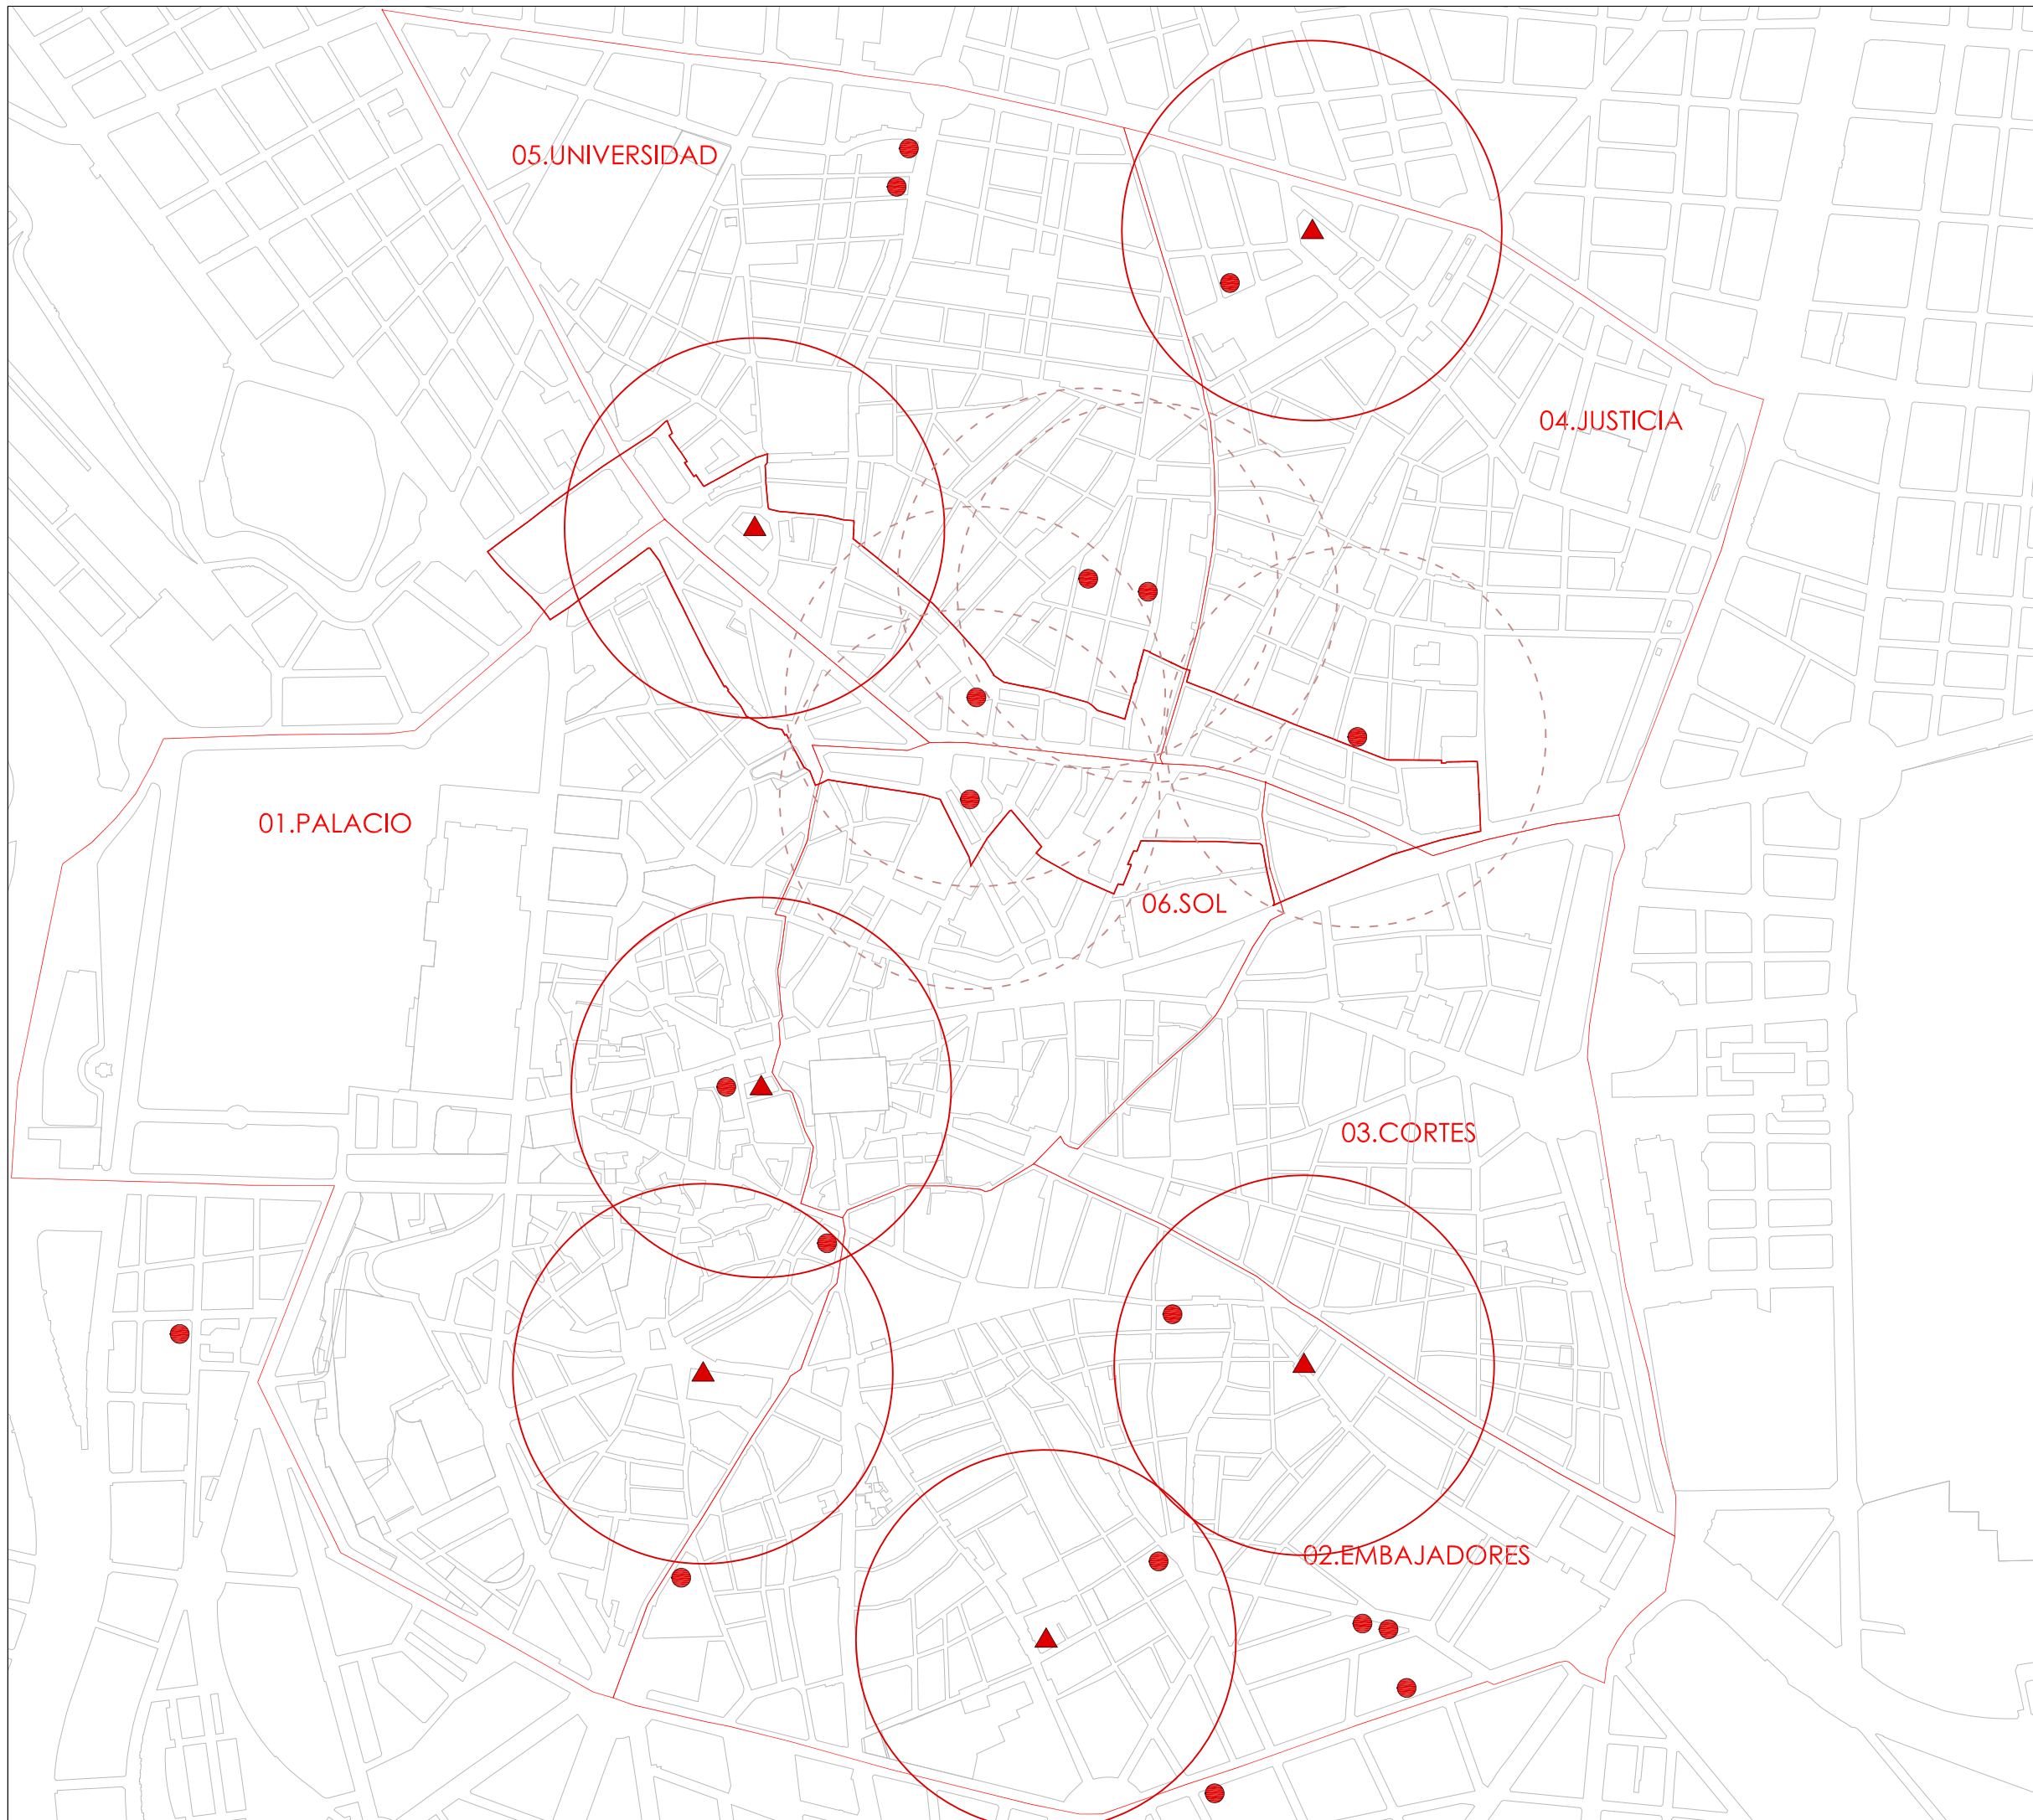 05.UNIVERSIDAD
04.JUSTICIA
01.PALACIO
06.SOL
03.CORTES
02.EMBAJADORES